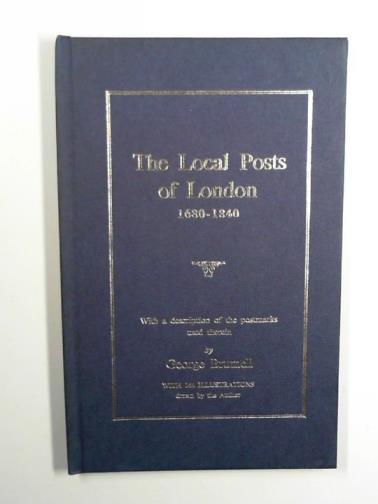 The Local Posts
of London
1680-1840
With a description of the postmarks
used therein
by
George Brumell
WITH ILLUSTRATIONS
drawn by the Author